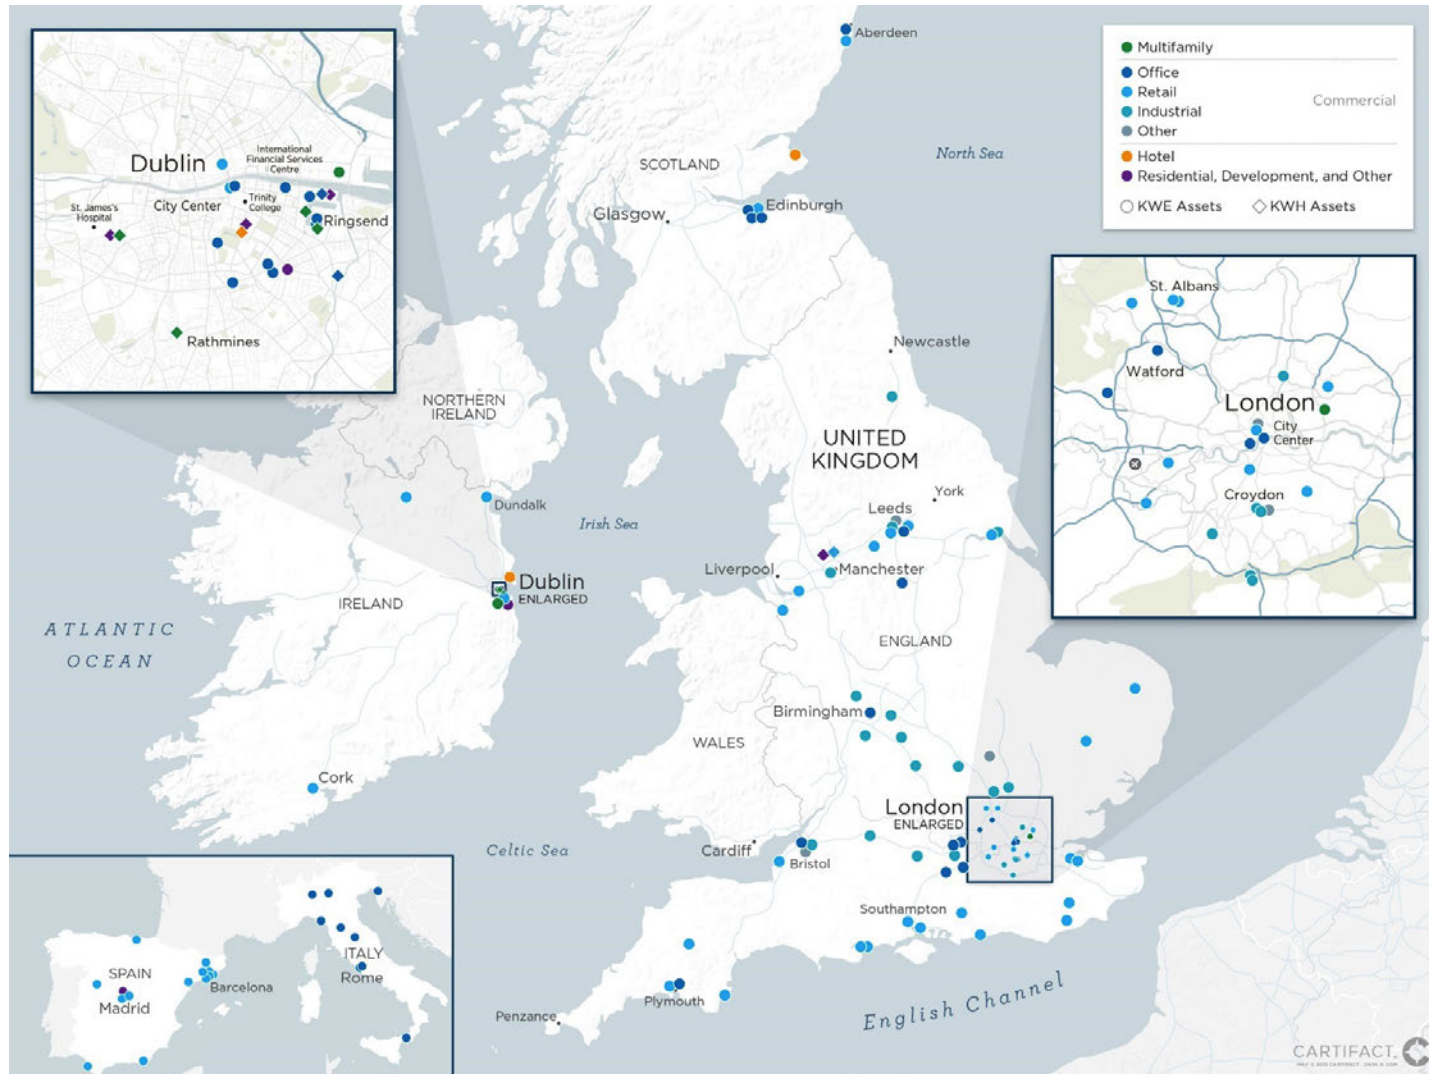 Aberdeen
Multifamily
Office
Retail
Industrial
Other
Commercial
Hotel
Residential, Development, and Other
KWE Assets
KWH Assets
International
Financial Services
Centre
Dublin
City Center
Trinity
College
St. James's
Hospital
Ringsend
Rathmines
SCOTLAND
North Sea
Glasgow
Edinburgh
St. Albans
Watford
London
City
Center
Croydon
Newcastle
NORTHERN
IRELAND
UNITED
KINGDOM
York
Leeds
Dundalk
Irish Sea
Liverpool
Manchester
Dublin
ENLARGED
IRELAND
ATLANTIC
OCEAN
ENGLAND
Birmingham
WALES
Cork
London
ENLARGED
Celtic Sea
Cardiff
Bristol
Southampton
Plymouth
Penzance
English Channel
ITALY
Rome
SPAIN
Barcelona
Madrid
CARTIFACT